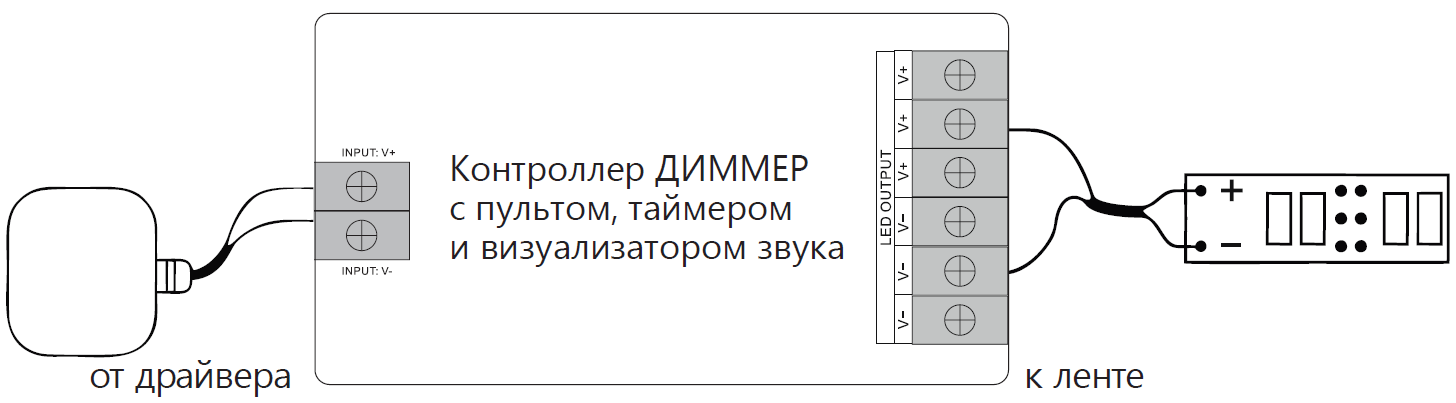 INPUT: V+
INPUT: V-
Контроллер ДИММЕР
с пультом, таймером
и визуализатором звука
LED OUTPUT
V+
V+
V+
V-
V-
V-
+
-
от драйвера
к ленте